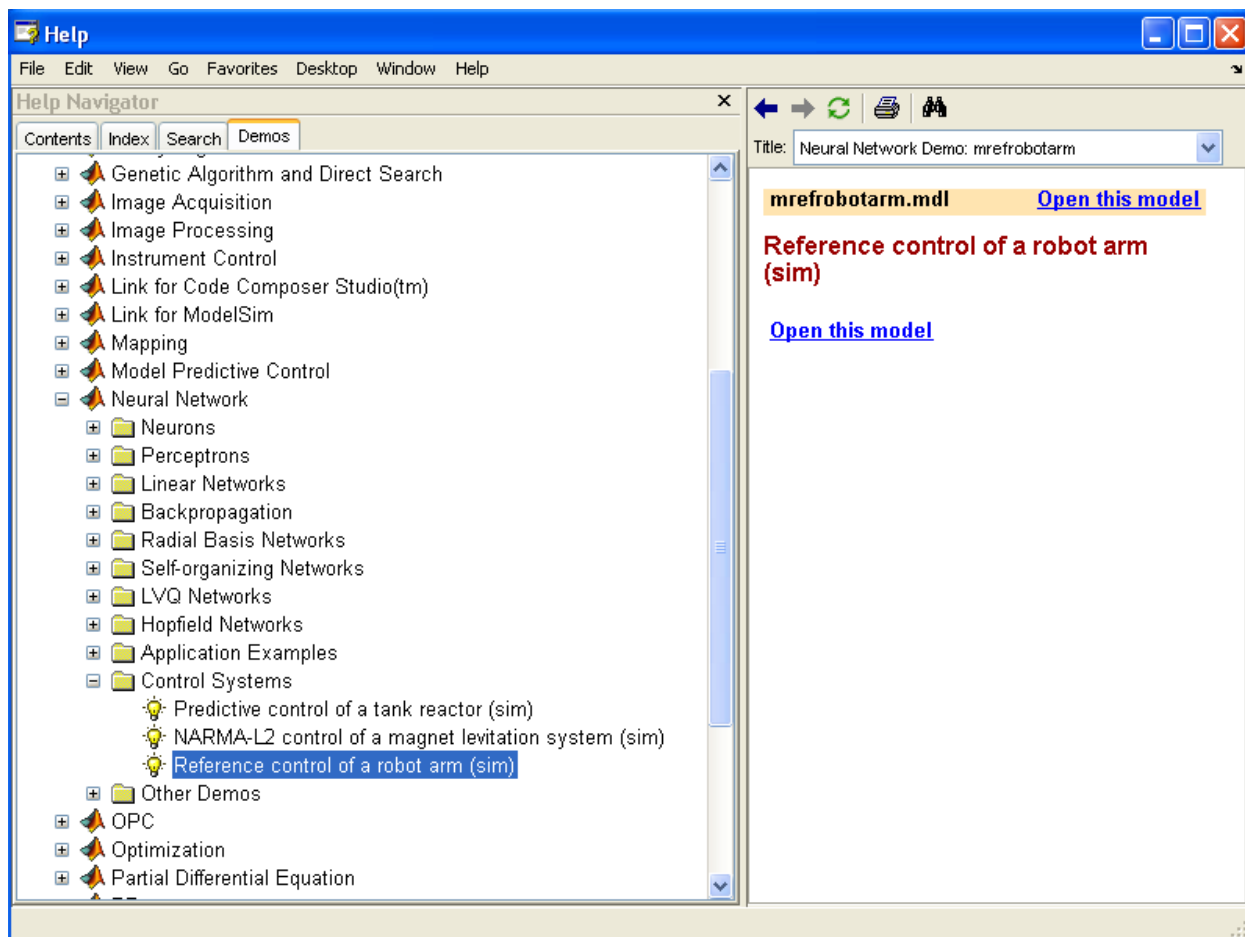 Help
File Edit View Go Favorites Desktop Window Help
Help Navigator
Contents Index Search Demos
Genetic Algorithm and Direct Search
Image Acquisition
Image Processing
Instrument Control
Link for Code Composer Studio(tm)
Link for ModelSim
Mapping
Model Predictive Control
Neural Network
Neurons
Perceptrons
Linear Networks
Backpropagation
Radial Basis Networks
Self-organizing Networks
LVQ Networks
Hopfield Networks
Application Examples
Control Systems
Predictive control of a tank reactor (sim)
NARMA-L2 control of a magnet levitation system (sim)
Reference control of a robot arm (sim)
Other Demos
OPC
Optimization
Partial Differential Equation
Title: Neural Network Demo: mrefrobotarm
mrefrobotarm.mdl Open this model
Reference control of a robot arm
(sim)
Open this model